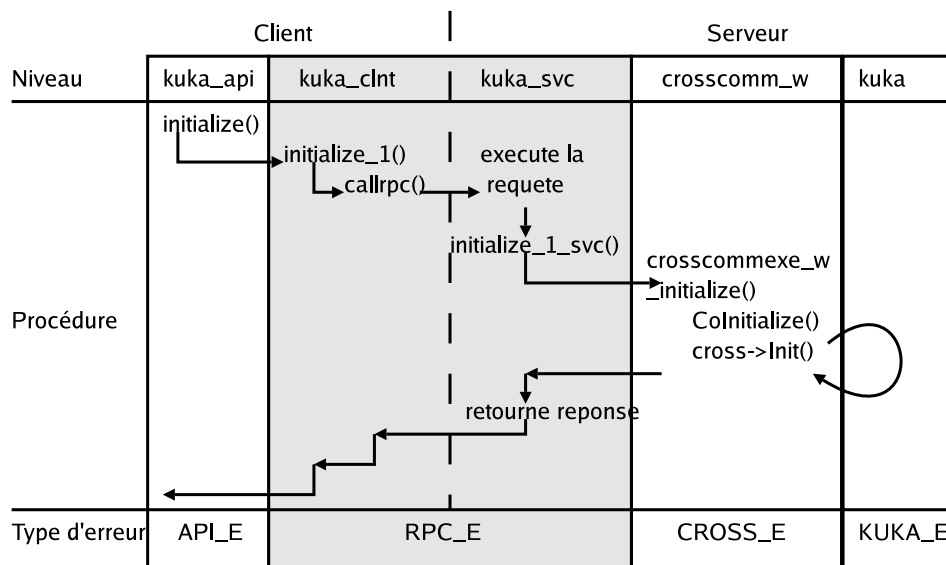 Client
Serveur
Niveau
kuka_api
kuka_clnt
kuka_svc
crosscomm_w
kuka
initialize()
initialize_1()
callrpc()
execute la
requete
initialize_1_svc()
crosscommexe_w
_initialize()
CoInitialize()
cross->Init()
Procédure
retourne reponse
Type d'erreur
API_E
RPC_E
CROSS_E
KUKA_E